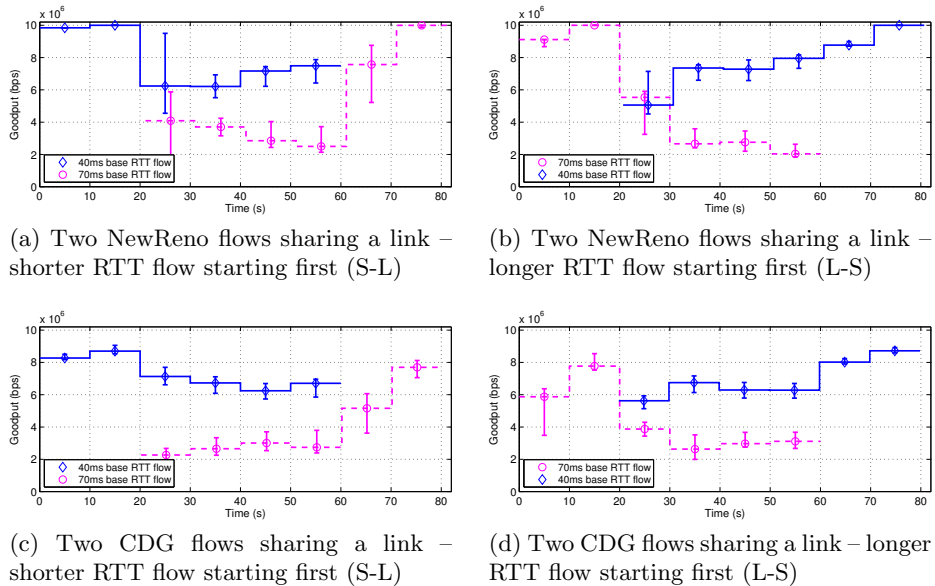 x 10^6
10
8
6
4
2
0
Goodput (bps)
40ms base RTT flow
70ms base RTT flow
0 10 20 30 40 50 60 70 80
Time (s)
(a) Two NewReno flows sharing a link –
shorter RTT flow starting first (S-L)
x 10^6
10
8
6
4
2
0
Goodput (bps)
70ms base RTT flow
40ms base RTT flow
0 10 20 30 40 50 60 70 80
Time (s)
(b) Two NewReno flows sharing a link –
longer RTT flow starting first (L-S)
x 10^6
10
8
6
4
2
0
Goodput (bps)
40ms base RTT flow
70ms base RTT flow
0 10 20 30 40 50 60 70 80
Time (s)
(c) Two CDG flows sharing a link –
shorter RTT flow starting first (S-L)
x 10^6
10
8
6
4
2
0
Goodput (bps)
70ms base RTT flow
40ms base RTT flow
0 10 20 30 40 50 60 70 80
Time (s)
(d) Two CDG flows sharing a link – longer
RTT flow starting first (L-S)